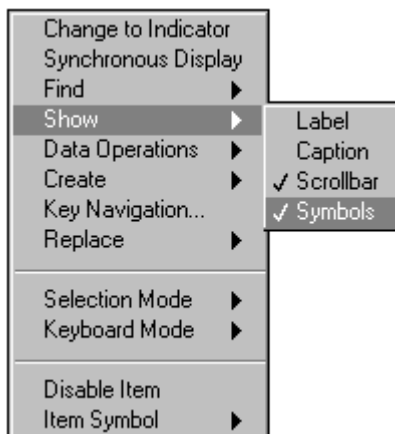 Change to Indicator
Synchronous Display
Find
Show
Data Operations
Create
Key Navigation...
Replace
Selection Mode
Keyboard Mode
Disable Item
Item Symbol
Label
Caption
Scrollbar
Symbols